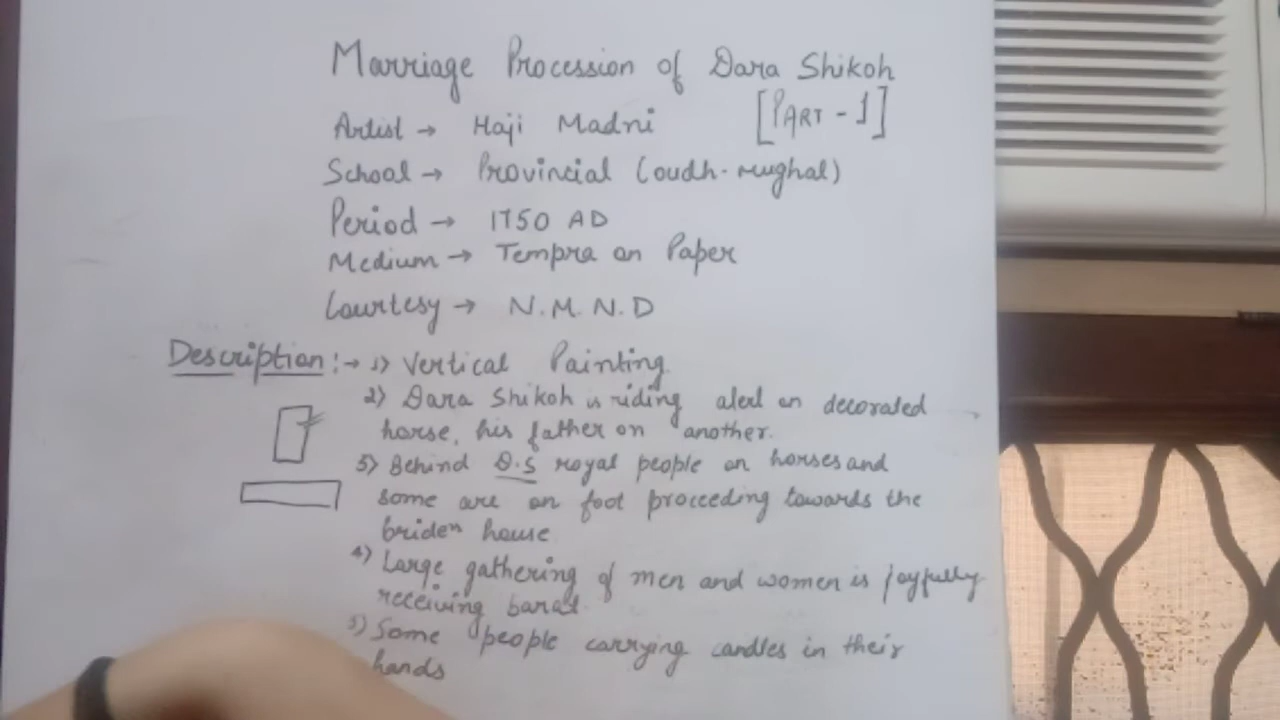 Marriage Procession of Dara Shikoh
[PART - 1]
Artist → Haji Madni
School → Provincial (oudh-mughal)
Period → 1750 AD
Medium → Tempra on Paper
Courtesy → N.M.N.D
Description :→ 1) Vertical Painting
2) Dara Shikoh is riding alert on decorated
horse, his father on another.
3) Behind D.S royal people on horses and
some are on foot proceeding towards the
briden house
4) Large gathering of men and women is joyfully
receiving barat.
5) Some people carrying candles in their
hands